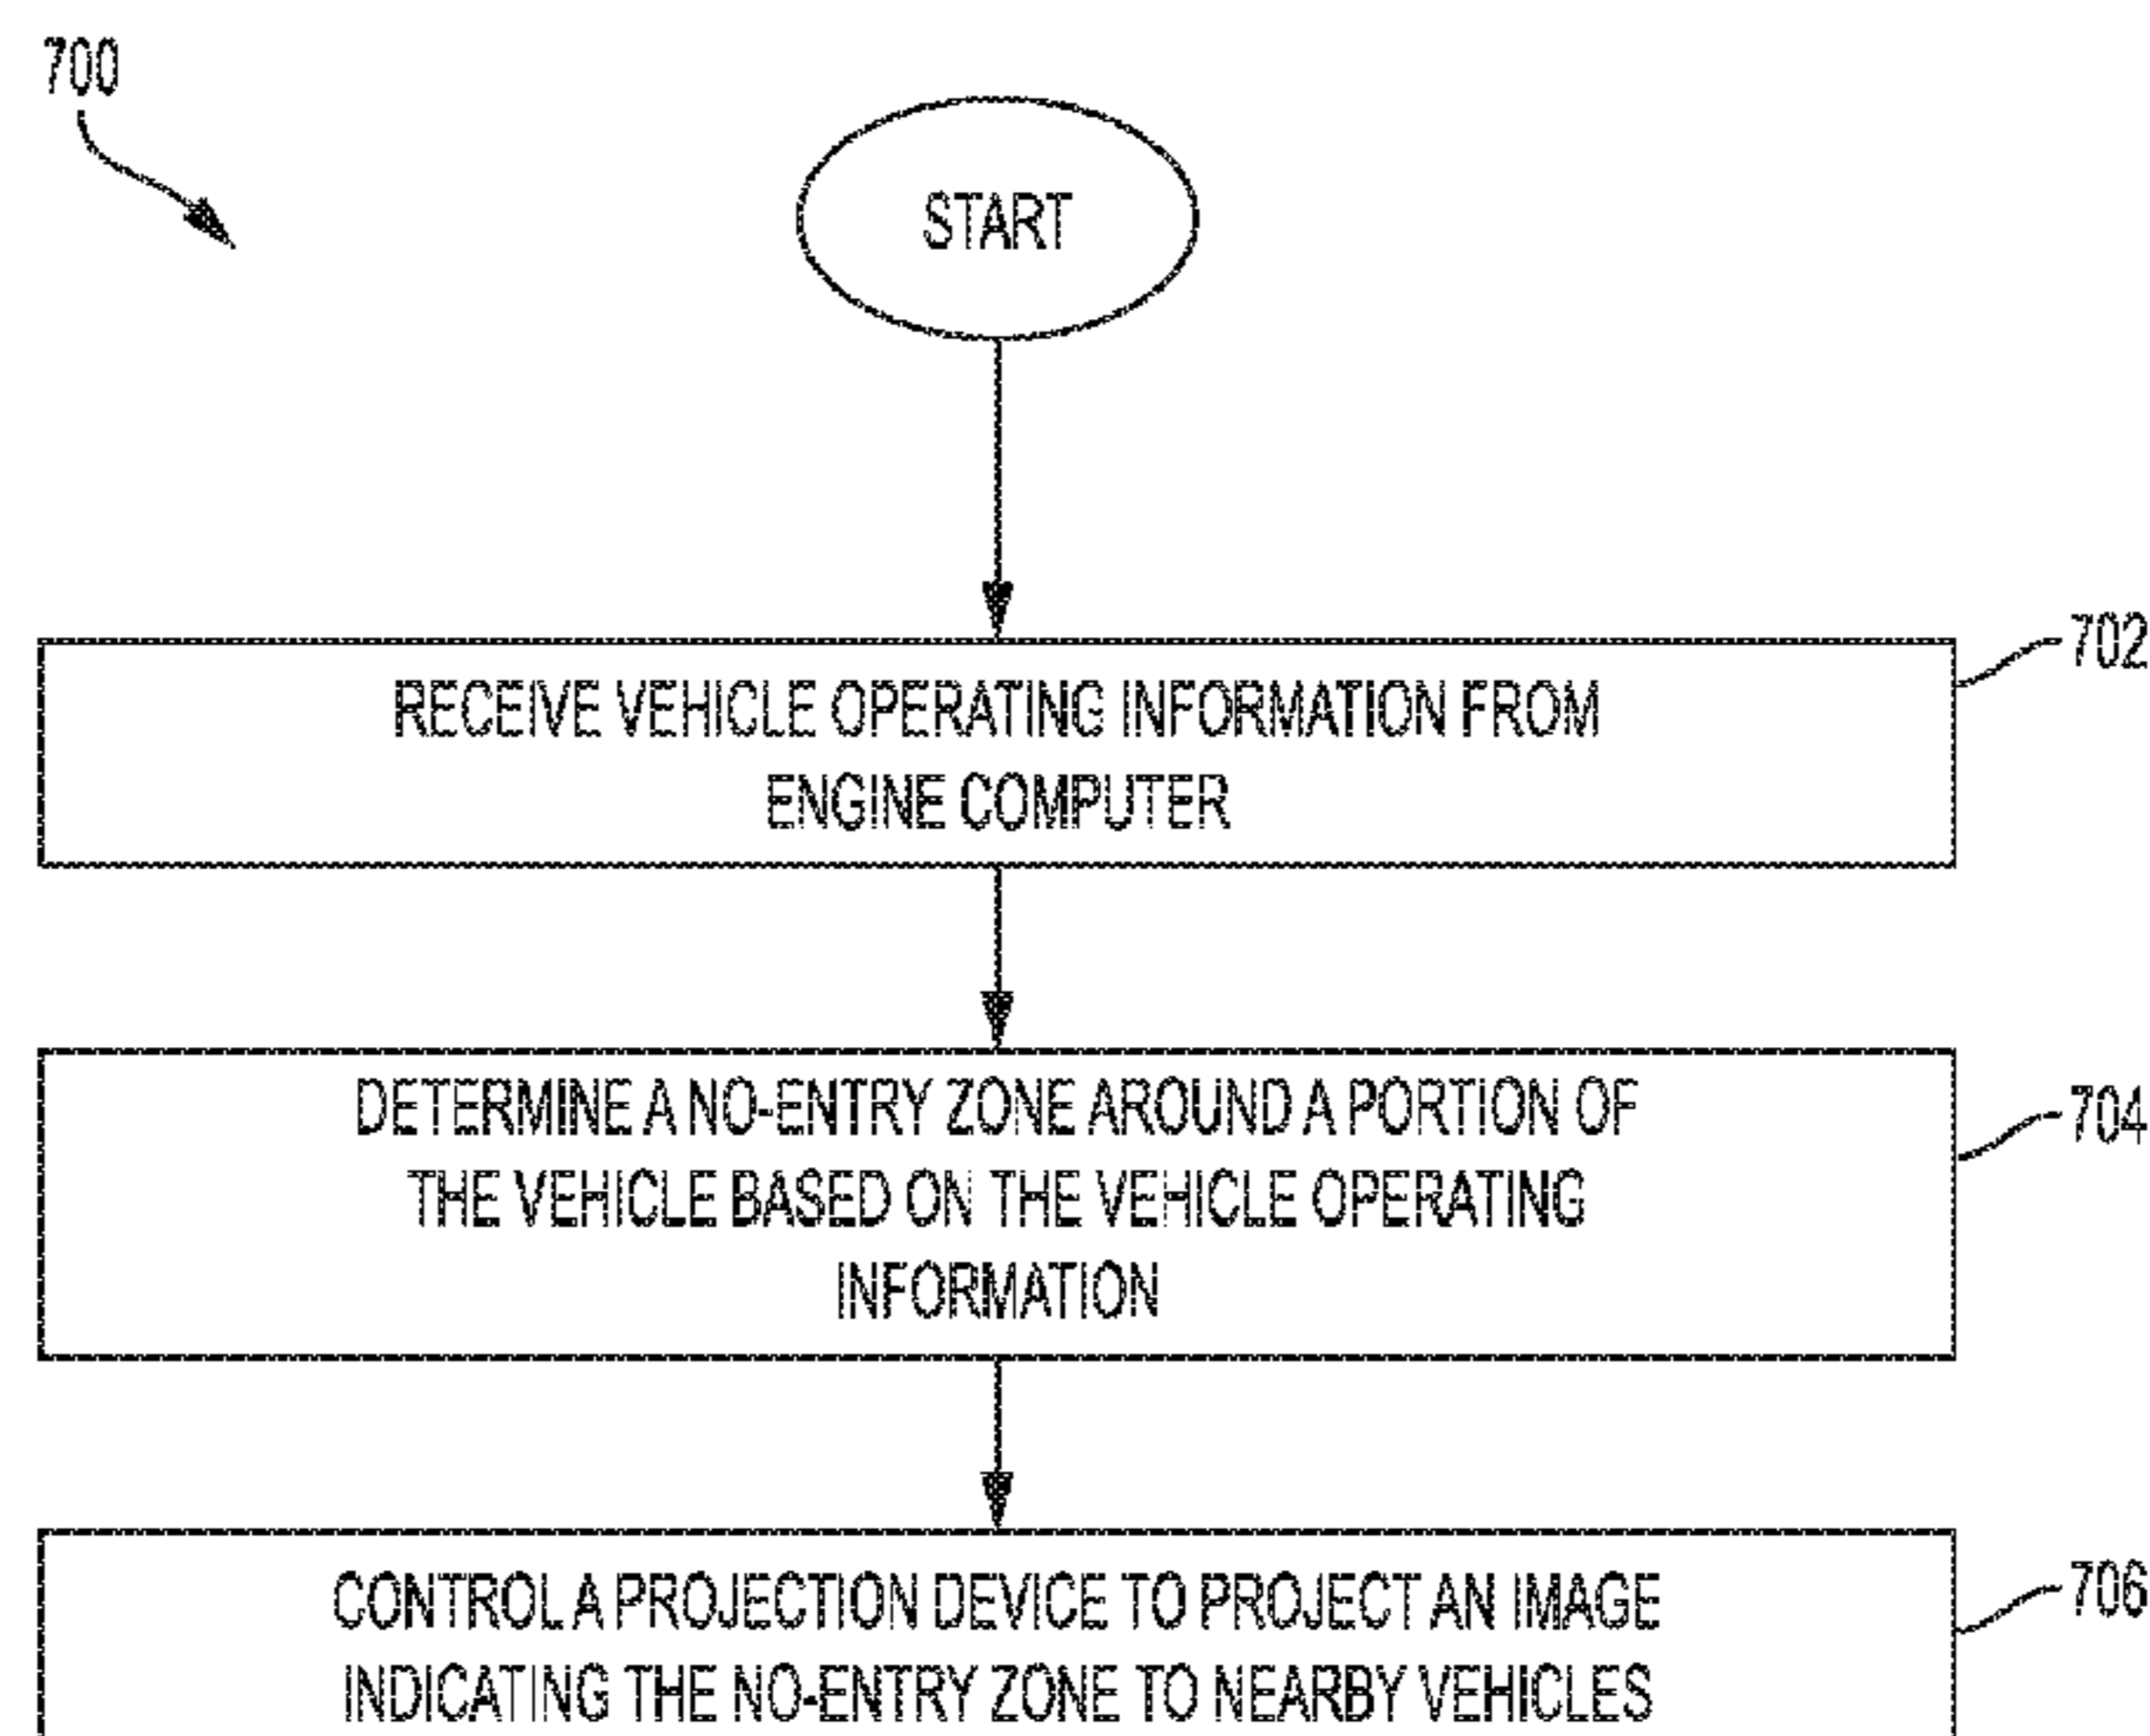 700
START
702
RECEIVE VEHICLE OPERATING INFORMATION FROM
ENGINE COMPUTER
704
DETERMINE A NO-ENTRY ZONE AROUND A PORTION OF
THE VEHICLE BASED ON THE VEHICLE OPERATING
INFORMATION
706
CONTROL A PROJECTION DEVICE TO PROJECT AN IMAGE
INDICATING THE NO-ENTRY ZONE TO NEARBY VEHICLES